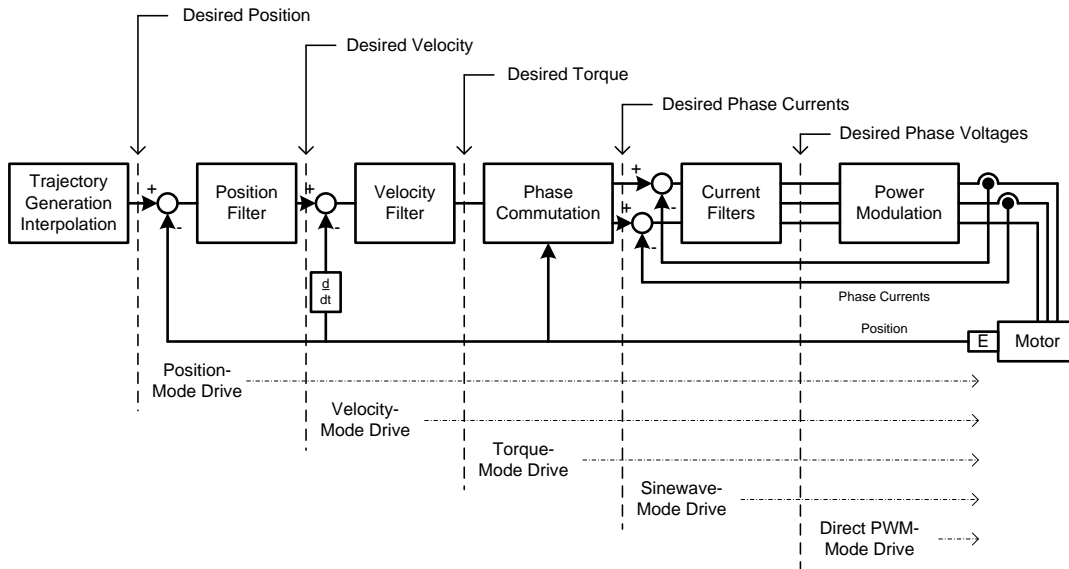 Desired Position
Desired Velocity
Desired Torque
Desired Phase Currents
Desired Phase Voltages
Trajectory
Generation
Interpolation
+
-
Position
Filter
+
-
Velocity
Filter
Phase
Commutation
+
-
+
-
Current
Filters
Power
Modulation
d
dt
Phase Currents
Position
E
Motor
Position-
Mode Drive
Velocity-
Mode Drive
Torque-
Mode Drive
Sinewave-
Mode Drive
Direct PWM-
Mode Drive